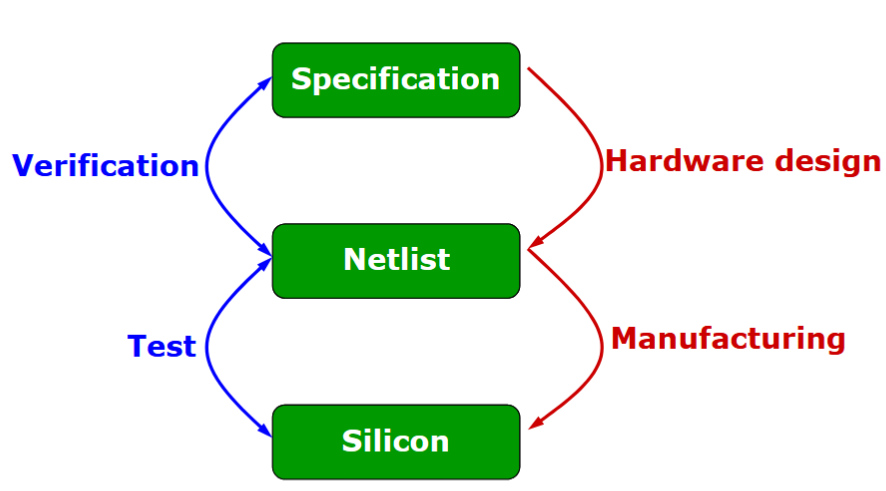 Specification
Verification
Hardware design
Netlist
Test
Manufacturing
Silicon